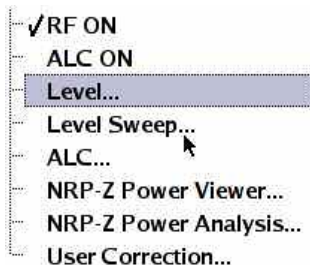 RF ON
ALC ON
Level...
Level Sweep...
ALC...
NRP-Z Power Viewer...
NRP-Z Power Analysis...
User Correction...